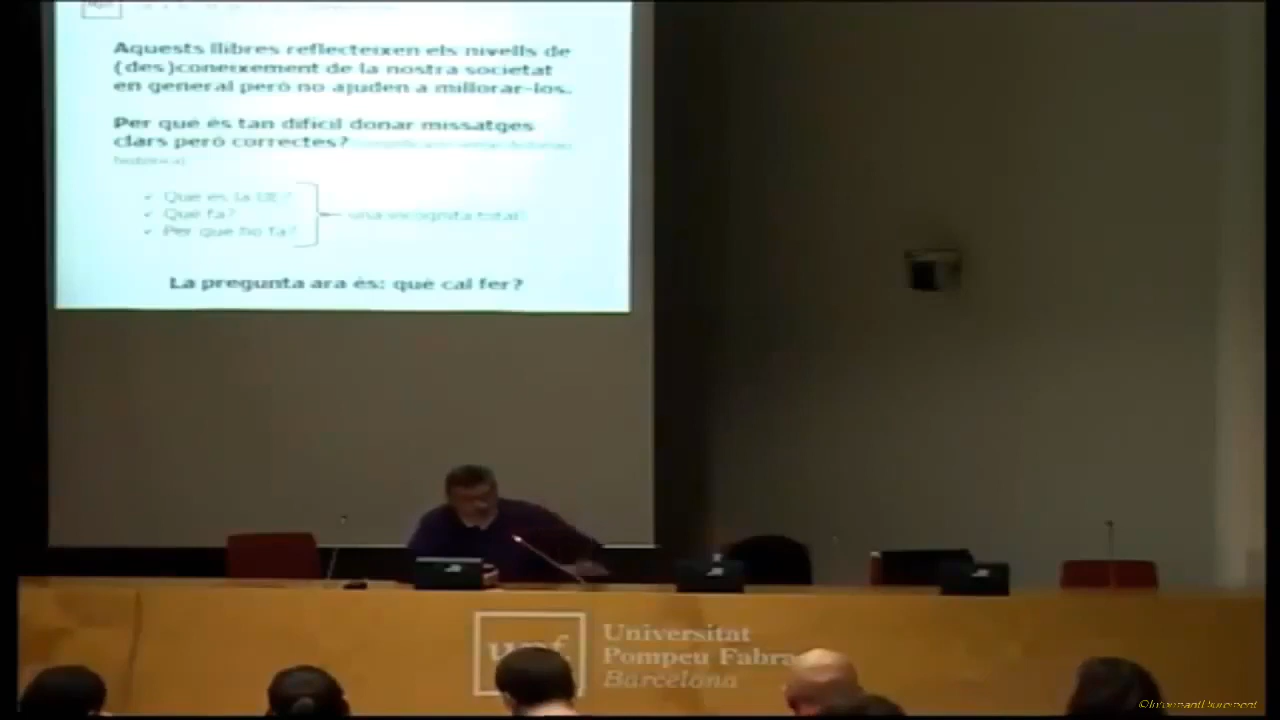 Aquests llibres reflecteixen els nivells de
(des)coneixement de la nostra societat
en general però no ajuden a millorar-los.
Per què és tan difícil donar missatges
clars però correctes?
Què és la UE?
Què fa?
Per què ho fa?
una incògnita total
La pregunta ara és: què cal fer?
upf.
Universitat
Pompeu Fabra
Barcelona